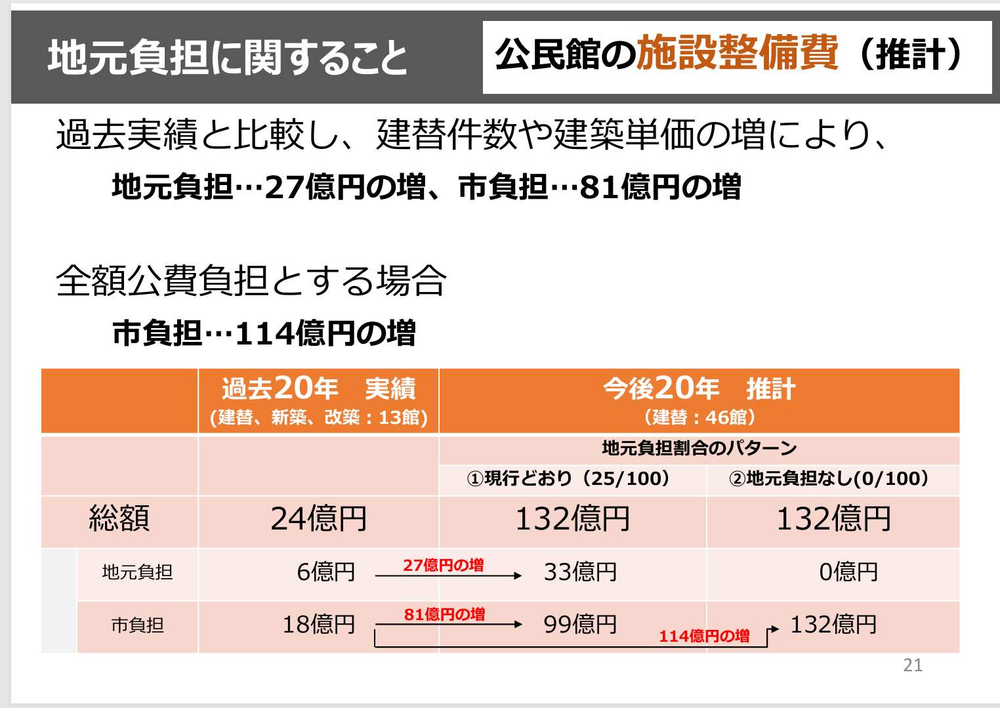 地元負担に関すること
公民館の施設整備費（推計）
過去実績と比較し、建替件数や建築単価の増により、
地元負担…27億円の増、市負担…81億円の増
全額公費負担とする場合
市負担…114億円の増
過去20年　実績
(建替、新築、改築：13館)
今後20年　推計
（建替：46館）
地元負担割合のパターン
①現行どおり（25/100）
②地元負担なし(0/100）
総額
24億円
132億円
132億円
地元負担
6億円
27億円の増
33億円
0億円
市負担
18億円
81億円の増
99億円
114億円の増
132億円
21